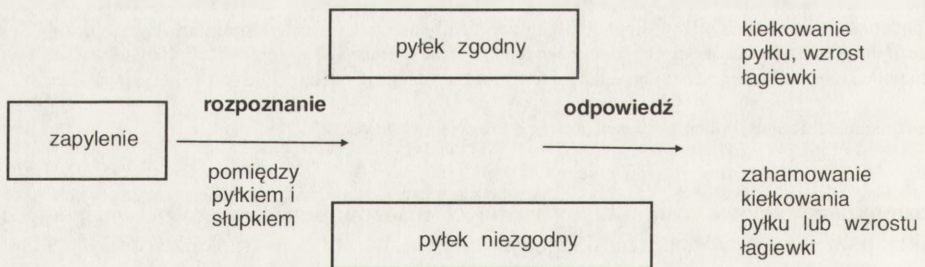 pyłek zgodny
kiełkowanie
pyłku, wzrost
łagiewki
zapylenie
rozpoznanie
pomiędzy
pyłkiem i
słupkiem
odpowiedź
pyłek niezgodny
zahamowanie
kiełkowania
pyłku lub wzrostu
łagiewki